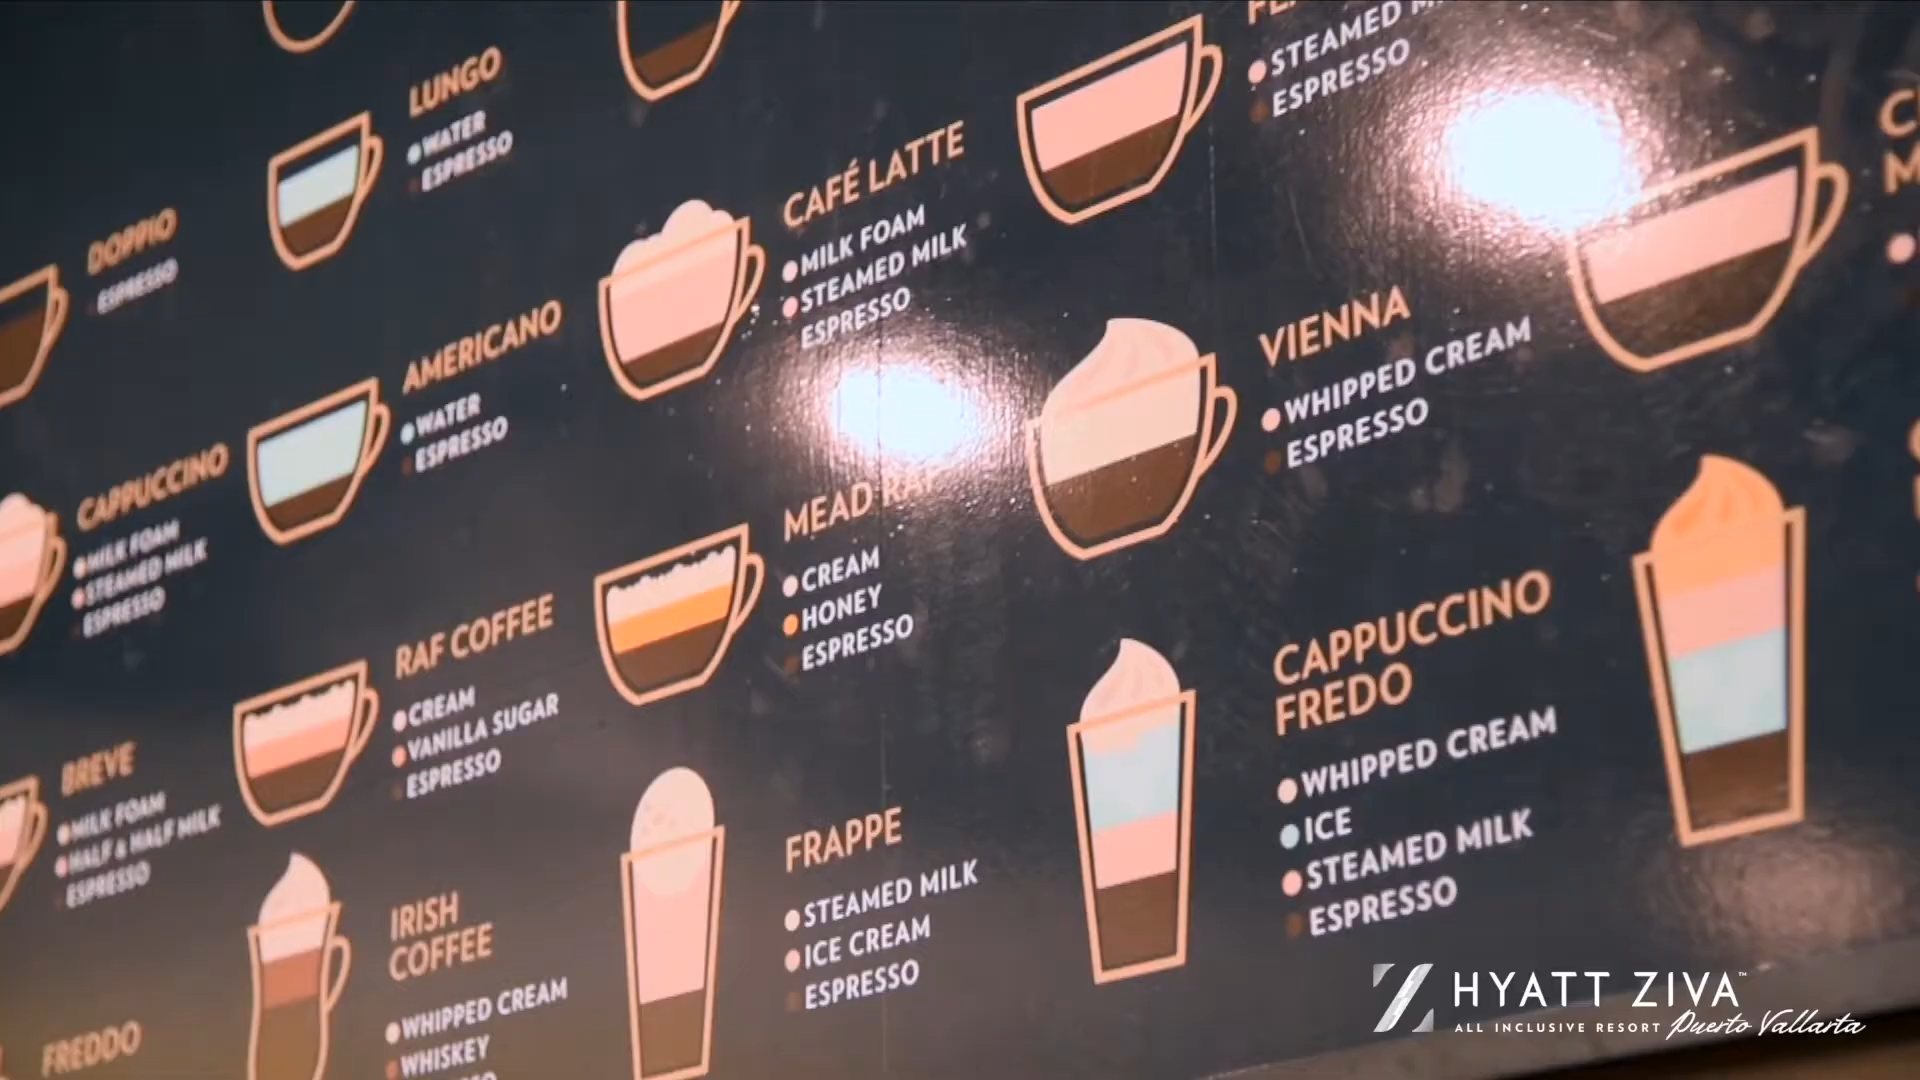 DOPPIO
ESPRESSO
CAPPUCCINO
MILK FOAM
STEAMED MILK
ESPRESSO
BREVE
MILK FOAM
HALF & HALF MILK
ESPRESSO
FREDDO
LUNGO
WATER
ESPRESSO
AMERICANO
WATER
ESPRESSO
RAF COFFEE
CREAM
VANILLA SUGAR
ESPRESSO
IRISH
COFFEE
WHIPPED CREAM
WHISKEY
CAFÉ LATTE
MILK FOAM
STEAMED MILK
ESPRESSO
MEAD RAF
CREAM
HONEY
ESPRESSO
FRAPPE
STEAMED MILK
ICE CREAM
ESPRESSO
STEAMED
ESPRESSO
VIENNA
WHIPPED CREAM
ESPRESSO
CAPPUCCINO
FREDO
WHIPPED CREAM
ICE
STEAMED MILK
ESPRESSO
HYATT ZIVA™
ALL INCLUSIVE RESORT Puerto Vallarta